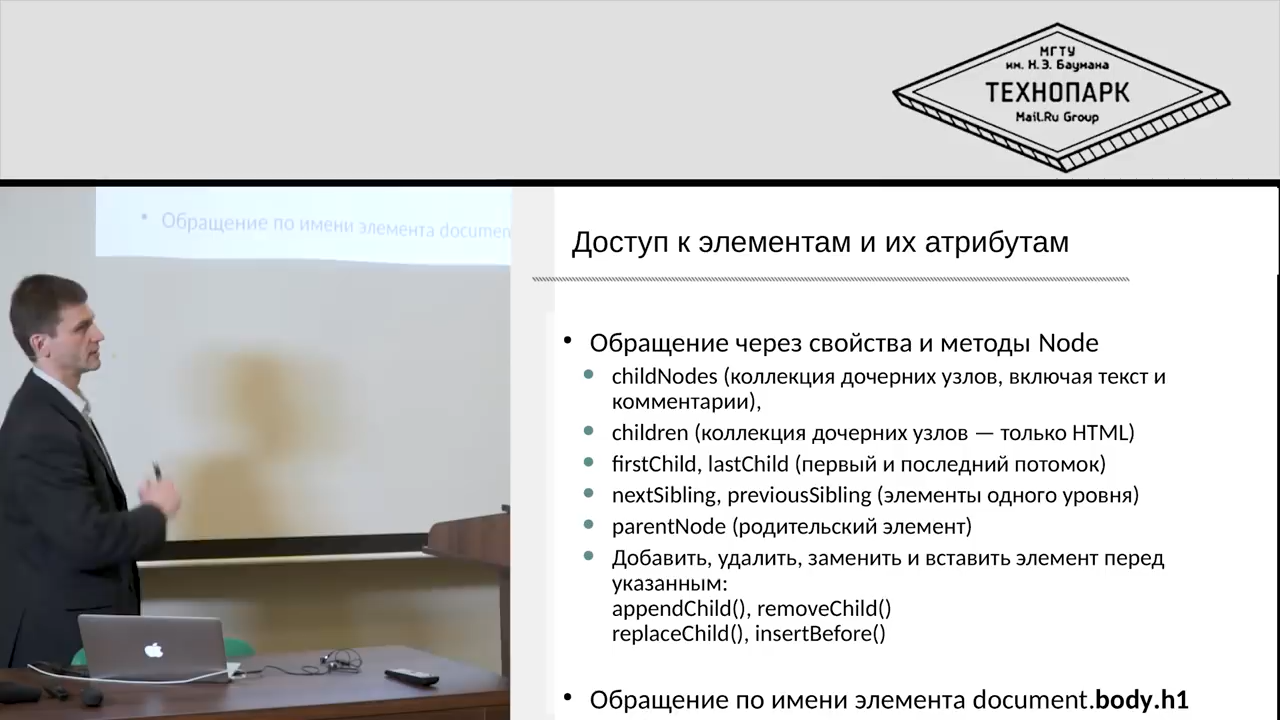 МГТУ
им. Н.Э. Баумана
ТЕХНОПАРК
Mail.Ru Group
• Обращение по имени элемента documen
Доступ к элементам и их атрибутам
• Обращение через свойства и методы Node
• childNodes (коллекция дочерних узлов, включая текст и
комментарии),
• children (коллекция дочерних узлов — только HTML)
• firstChild, lastChild (первый и последний потомок)
• nextSibling, previousSibling (элементы одного уровня)
• parentNode (родительский элемент)
• Добавить, удалить, заменить и вставить элемент перед
указанным:
appendChild(), removeChild()
replaceChild(), insertBefore()
• Обращение по имени элемента document.body.h1